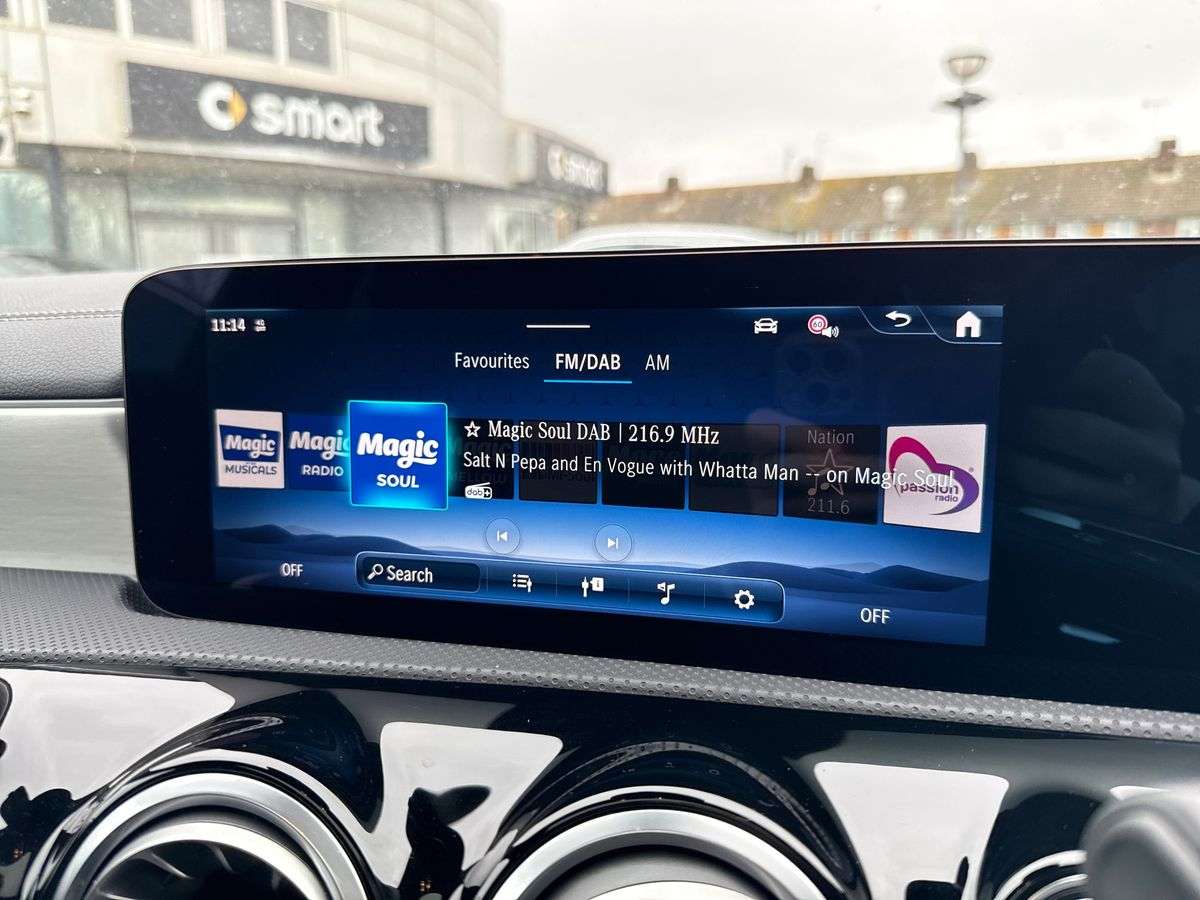 smart
smart
11:14
60
Favourites FM/DAB AM
Magic
MUSICALS
Magic
RADIO
Magic
SOUL
☆ Magic Soul DAB | 216.9 MHz
Salt N Pepa and En Vogue with Whatta Man -- on Magic Soul
dab+
Nation
211.6
passion
radio
OFF
Search
OFF